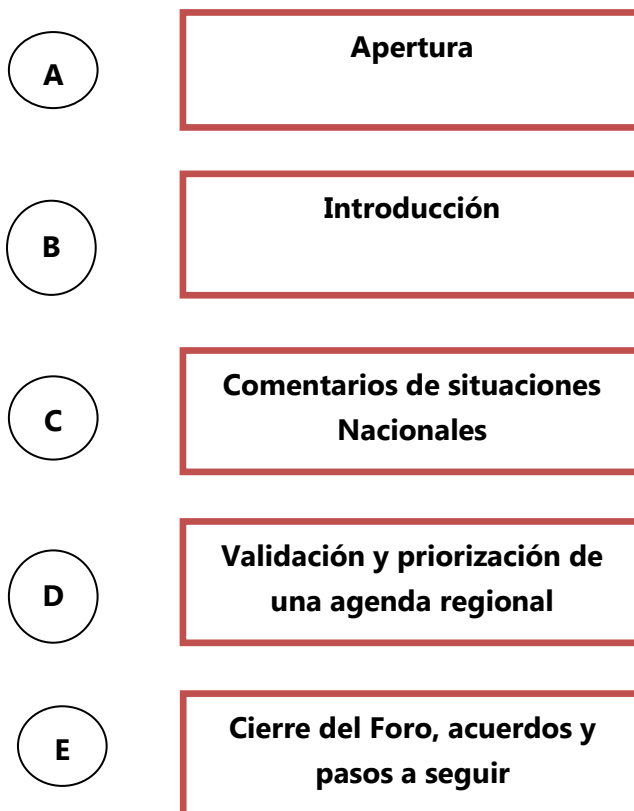 A
Apertura
B
Introducción
C
Comentarios de situaciones
Nacionales
D
Validación y priorización de
una agenda regional
E
Cierre del Foro, acuerdos y
pasos a seguir